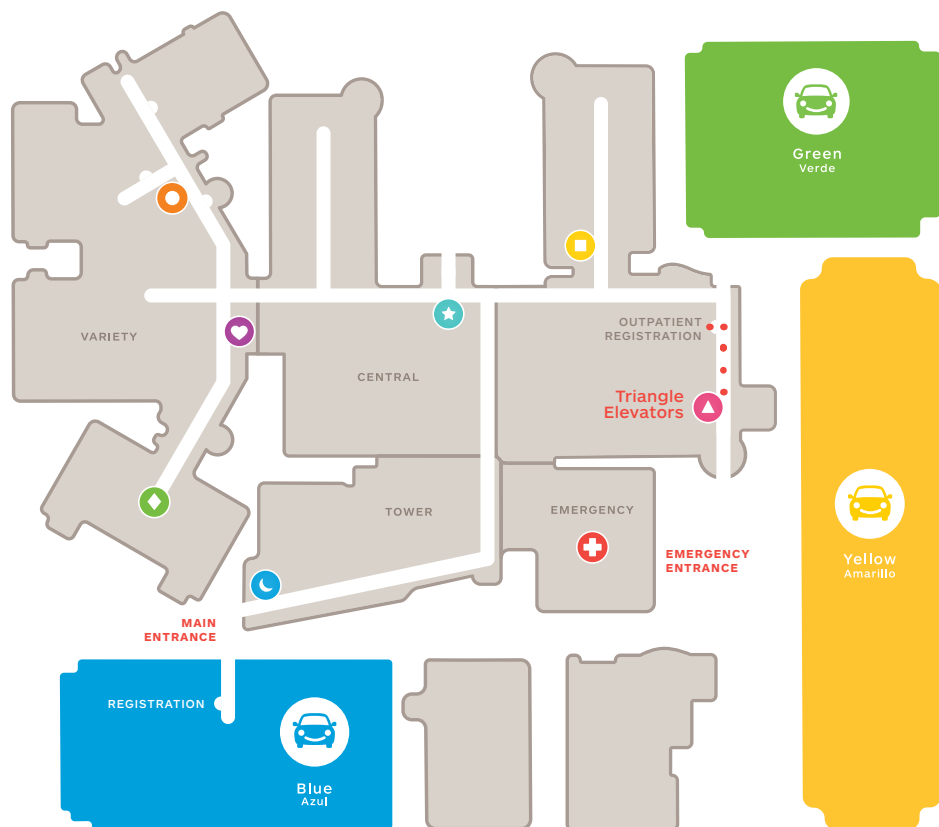 Green
Verde
OUTPATIENT
REGISTRATION
VARIETY
CENTRAL
Triangle
Elevators
TOWER
EMERGENCY
EMERGENCY
ENTRANCE
Yellow
Amarillo
MAIN
ENTRANCE
REGISTRATION
Blue
Azul